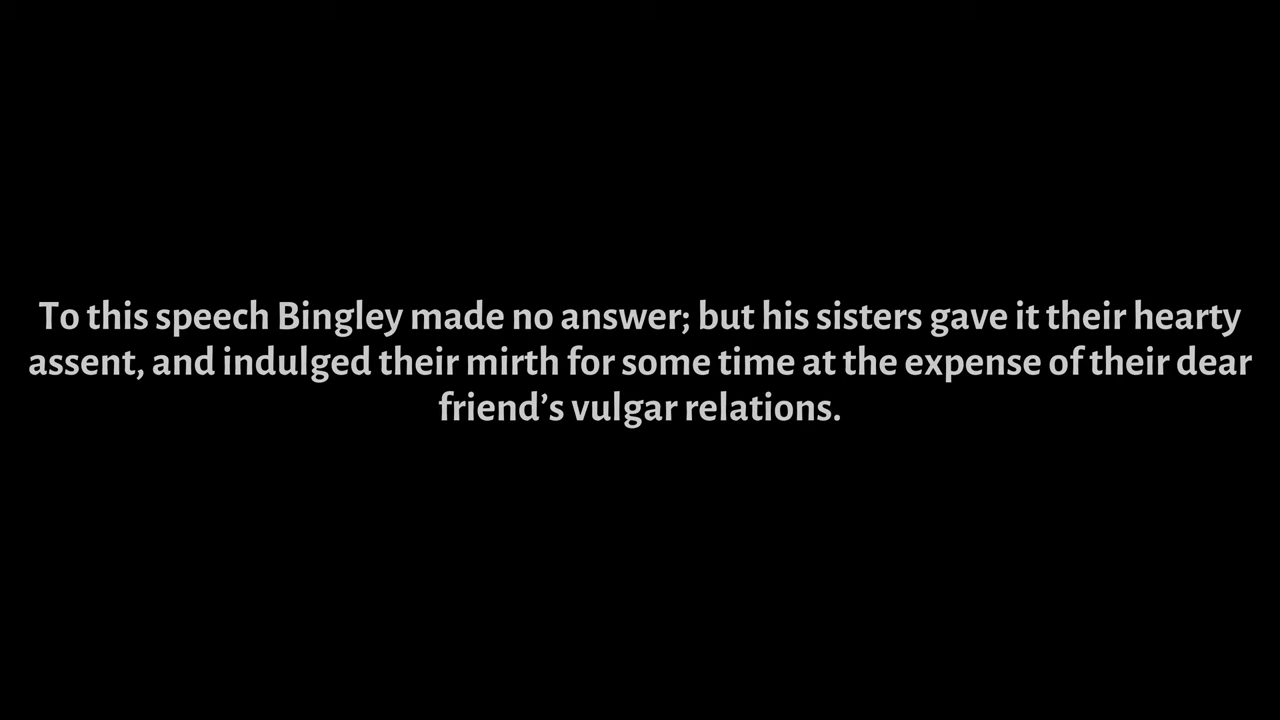 To this speech Bingley made no answer; but his sisters gave it their hearty
assent, and indulged their mirth for some time at the expense of their dear
friend’s vulgar relations.